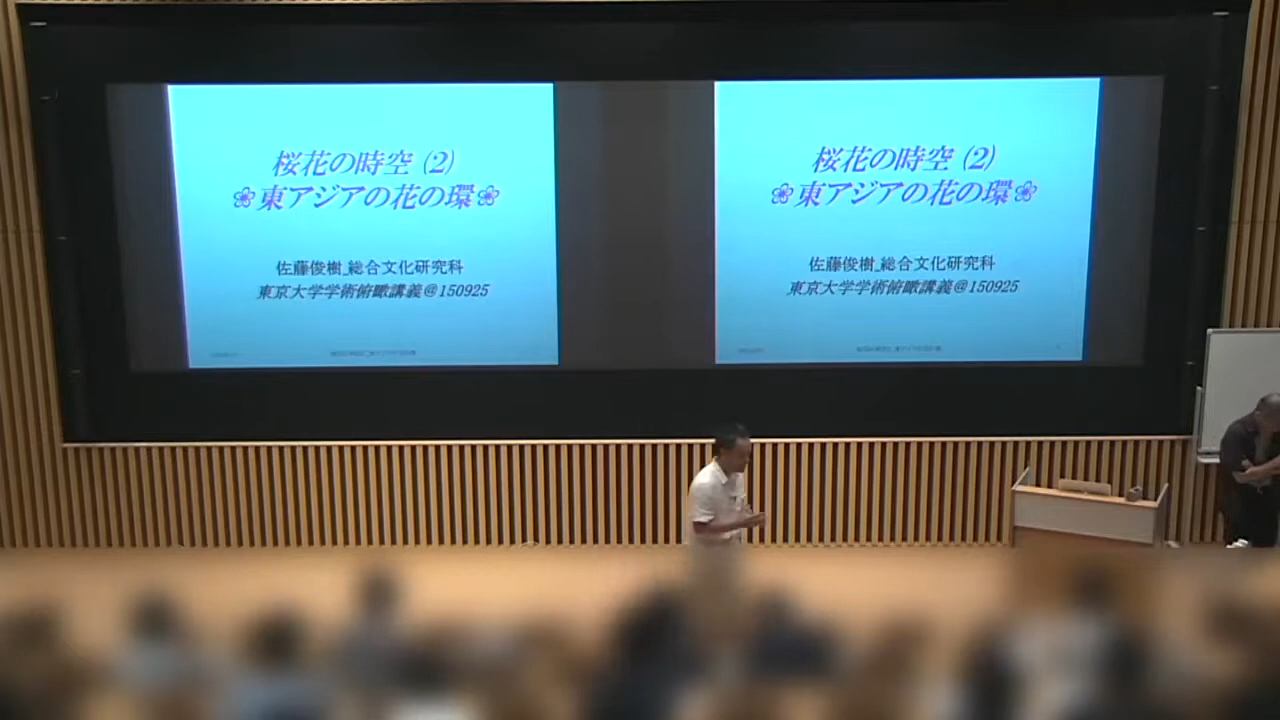 桜花の時空 (2)
❀東アジアの花の環❀
佐藤俊樹_総合文化研究科
東京大学学術俯瞰講義@150925
桜花の時空 (2)
❀東アジアの花の環❀
佐藤俊樹_総合文化研究科
東京大学学術俯瞰講義@150925